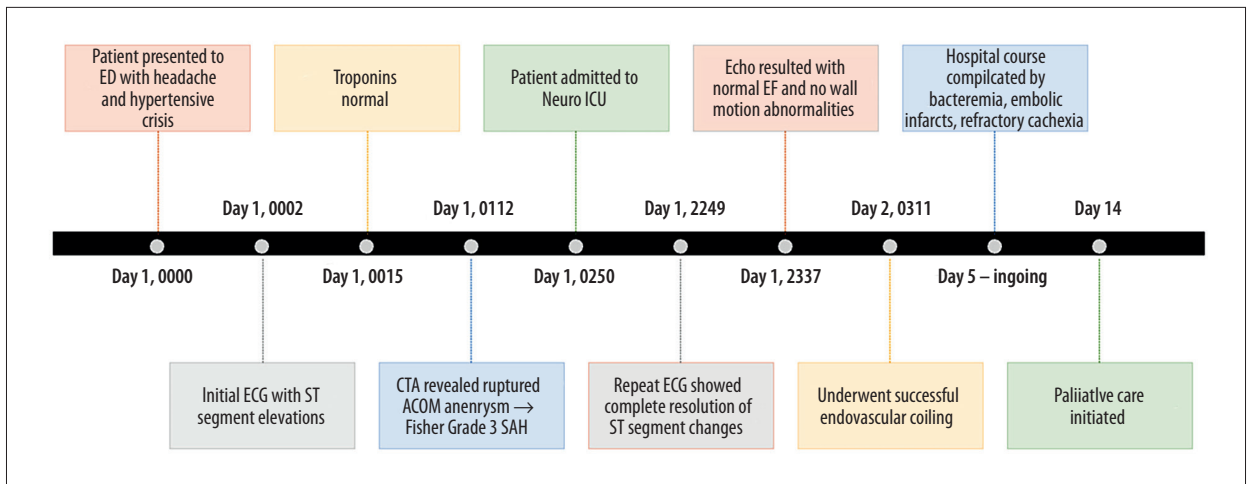 Patient presented to
ED with headache
and hypertensive
crisis
Troponins
normal
Patient admitted to
Neuro ICU
Echo resulted with
normal EF and no wall
motion abnormalities
Hospital course
compilcated by
bacteremia, embolic
infarcts, refractory cachexia
Day 1, 0002
Day 1, 0112
Day 1, 2249
Day 2, 0311
Day 14
Day 1, 0000
Day 1, 0015
Day 1, 0250
Day 1, 2337
Day 5 – ingoing
Initial ECG with ST
segment elevations
CTA revealed ruptured
ACOM anenrysm →
Fisher Grade 3 SAH
Repeat ECG showed
complete resolution of
ST segment changes
Underwent successful
endovascular coiling
Paliiatlve care
initiated